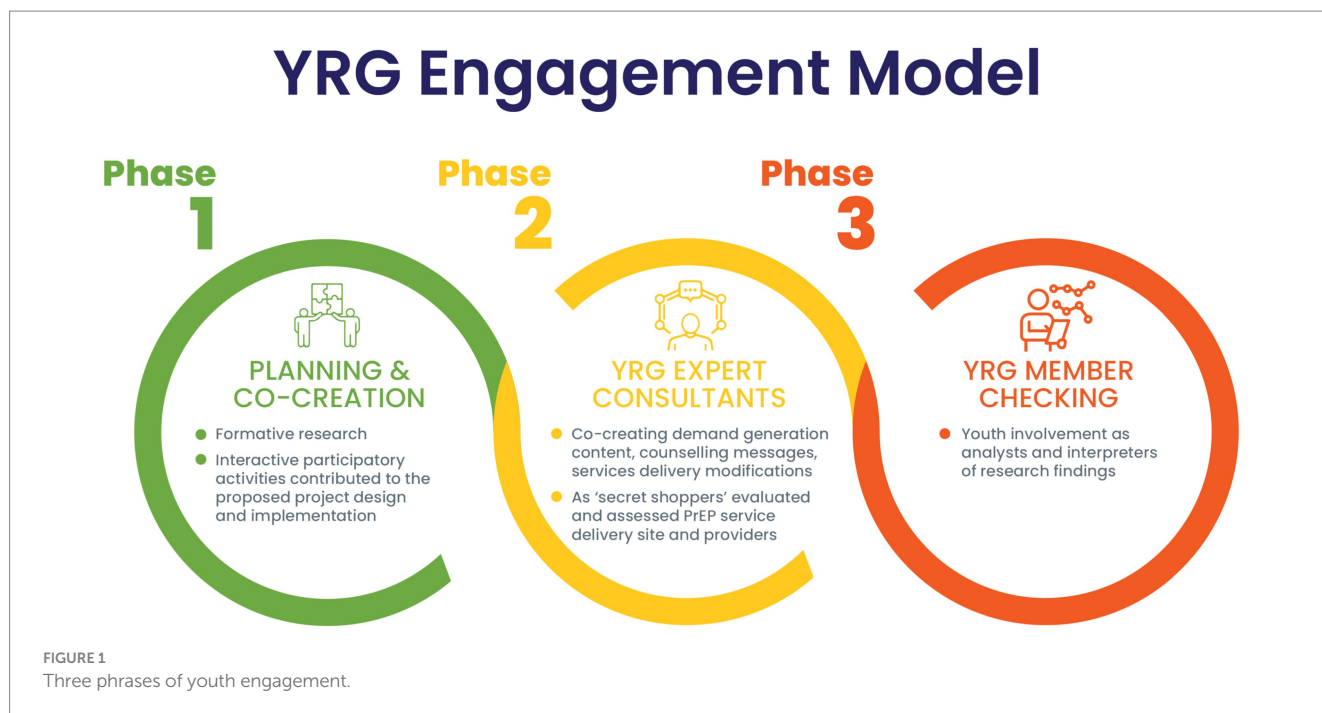 YRG Engagement Model
Phase
1
PLANNING &
CO-CREATION
Formative research
Interactive participatory
activities contributed to the
proposed project design
and implementation
Phase
2
YRG EXPERT
CONSULTANTS
Co-creating demand generation
content, counselling messages,
services delivery modifications
As ‘secret shoppers’ evaluated
and assessed PrEP service
delivery site and providers
Phase
3
YRG MEMBER
CHECKING
Youth involvement as
analysts and interpreters
of research findings
FIGURE 1
Three phrases of youth engagement.